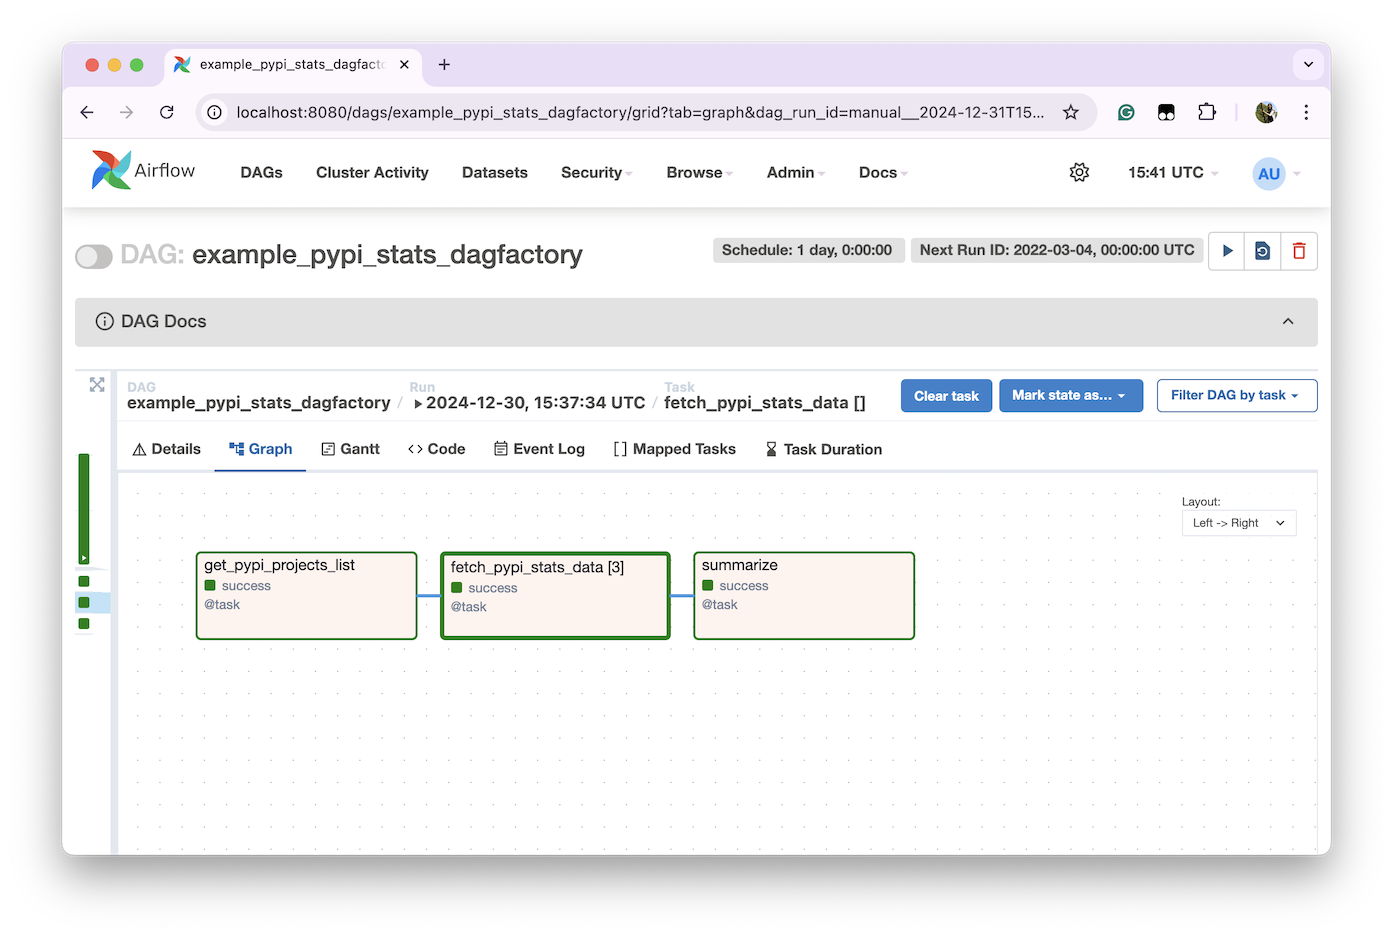 example_pypi_stats_dagfact
localhost:8080/dags/example_pypi_stats_dagfactory/grid?tab=graph&dag_run_id=manual__2024-12-31T15...
Airflow DAGs Cluster Activity Datasets Security Browse Admin Docs 15:41 UTC AU
DAG: example_pypi_stats_dagfactory Schedule: 1 day, 0:00:00 Next Run ID: 2022-03-04, 00:00:00 UTC
DAG Docs
DAG Run Task
example_pypi_stats_dagfactory / 2024-12-30, 15:37:34 UTC / fetch_pypi_stats_data [] Clear task Mark state as... Filter DAG by task
Details Graph Gantt Code Event Log [] Mapped Tasks Task Duration
Layout:
Left -> Right
get_pypi_projects_list
success
@task
fetch_pypi_stats_data [3]
success
@task
summarize
success
@task